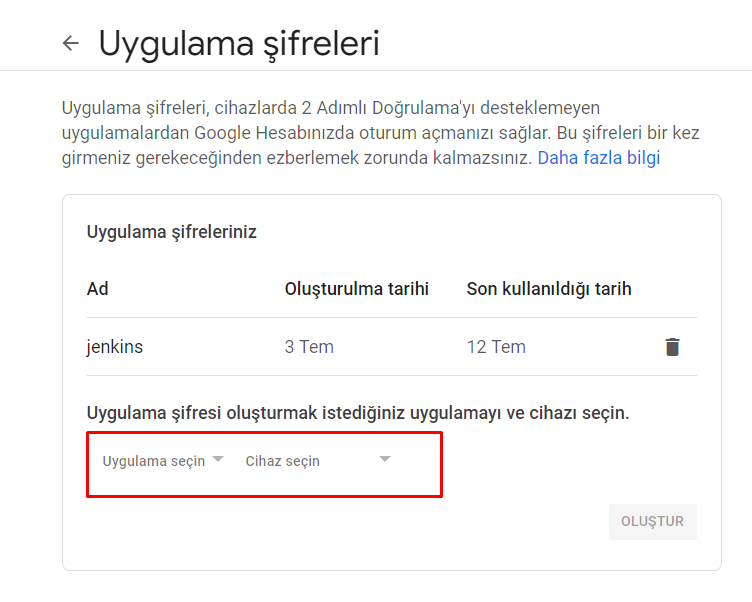 Uygulama şifreleri
Uygulama şifreleri, cihazlarda 2 Adımlı Doğrulama'yı desteklemeyen
uygulamalardan Google Hesabınızda oturum açmanızı sağlar. Bu şifreleri bir kez
girmeniz gerekeceğinden ezberlemek zorunda kalmazsınız. Daha fazla bilgi
Uygulama şifreleriniz
Ad Oluşturulma tarihi Son kullanıldığı tarih
jenkins 3 Tem 12 Tem
Uygulama şifresi oluşturmak istediğiniz uygulamayı ve cihazı seçin.
Uygulama seçin Cihaz seçin
OLUŞTUR